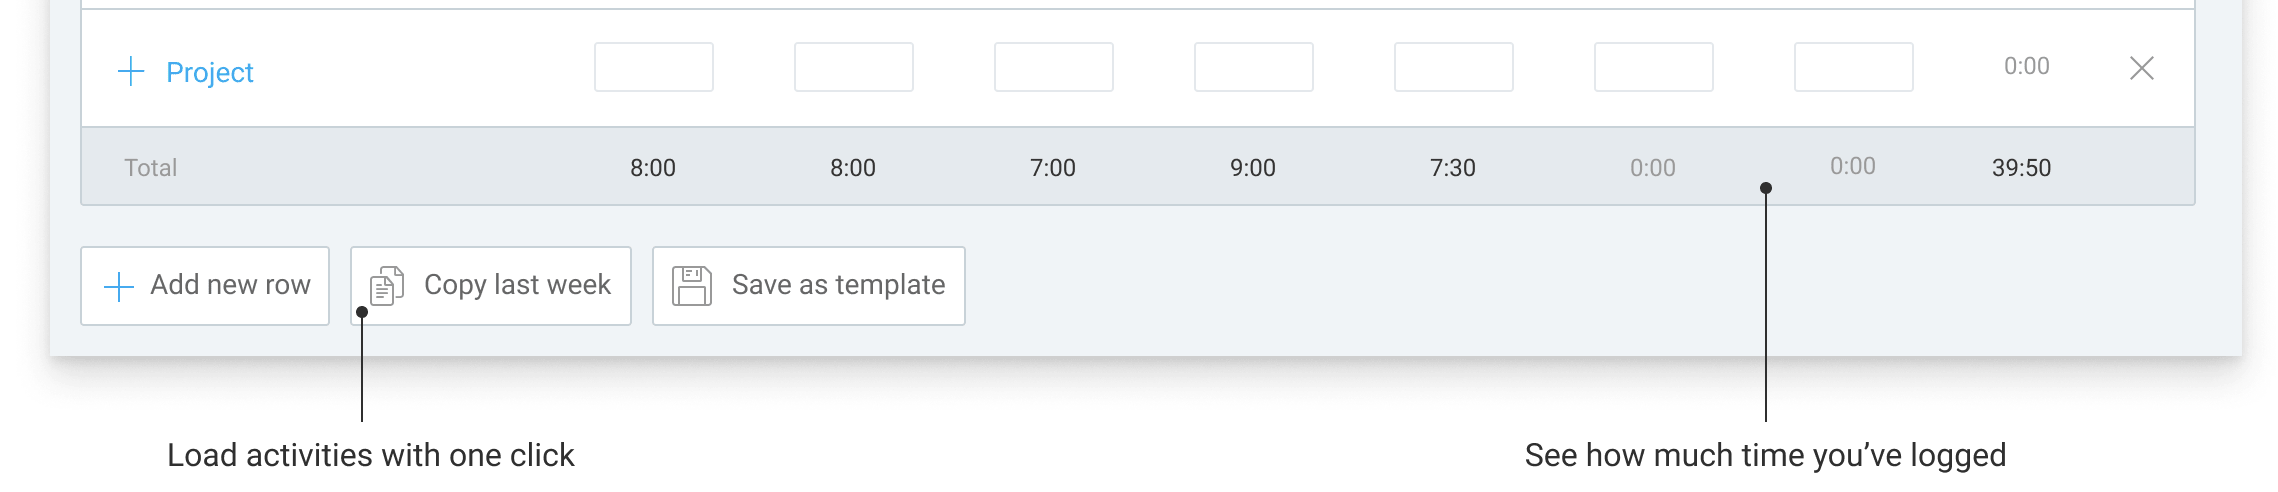 Project 0:00
Total 8:00 8:00 7:00 9:00 7:30 0:00 0:00 39:50
Add new row Copy last week Save as template
Load activities with one click See how much time you’ve logged